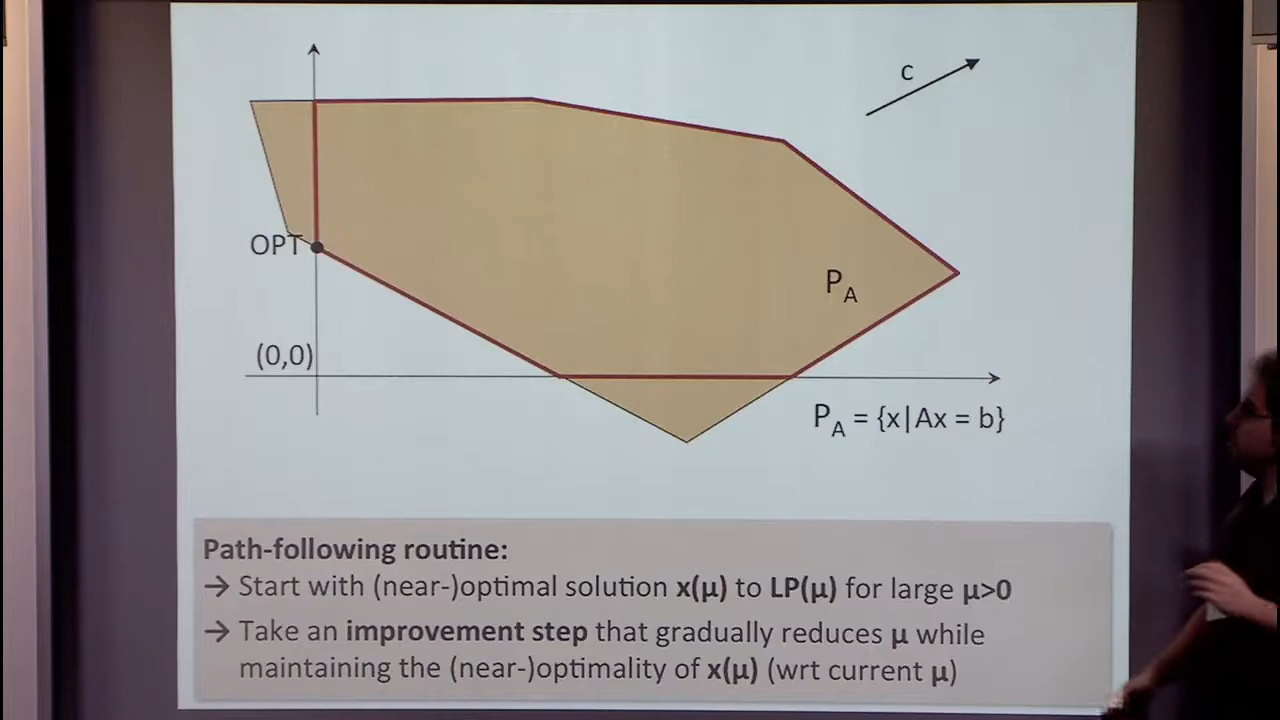 c
OPT
P_A
(0,0)
P_A = {x|Ax = b}
Path-following routine:
→ Start with (near-)optimal solution x(μ) to LP(μ) for large μ>0
→ Take an improvement step that gradually reduces μ while
maintaining the (near-)optimality of x(μ) (wrt current μ)